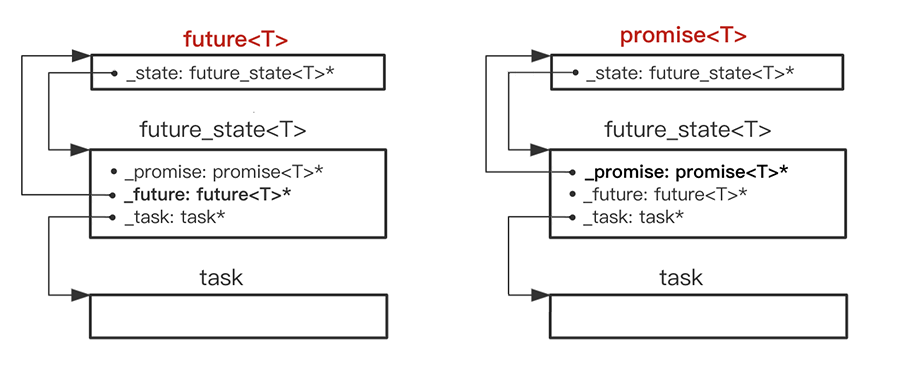 future<T>
_state: future_state<T>*
future_state<T>
_promise: promise<T>*
_future: future<T>*
_task: task*
task
promise<T>
_state: future_state<T>*
future_state<T>
_promise: promise<T>*
_future: future<T>*
_task: task*
task